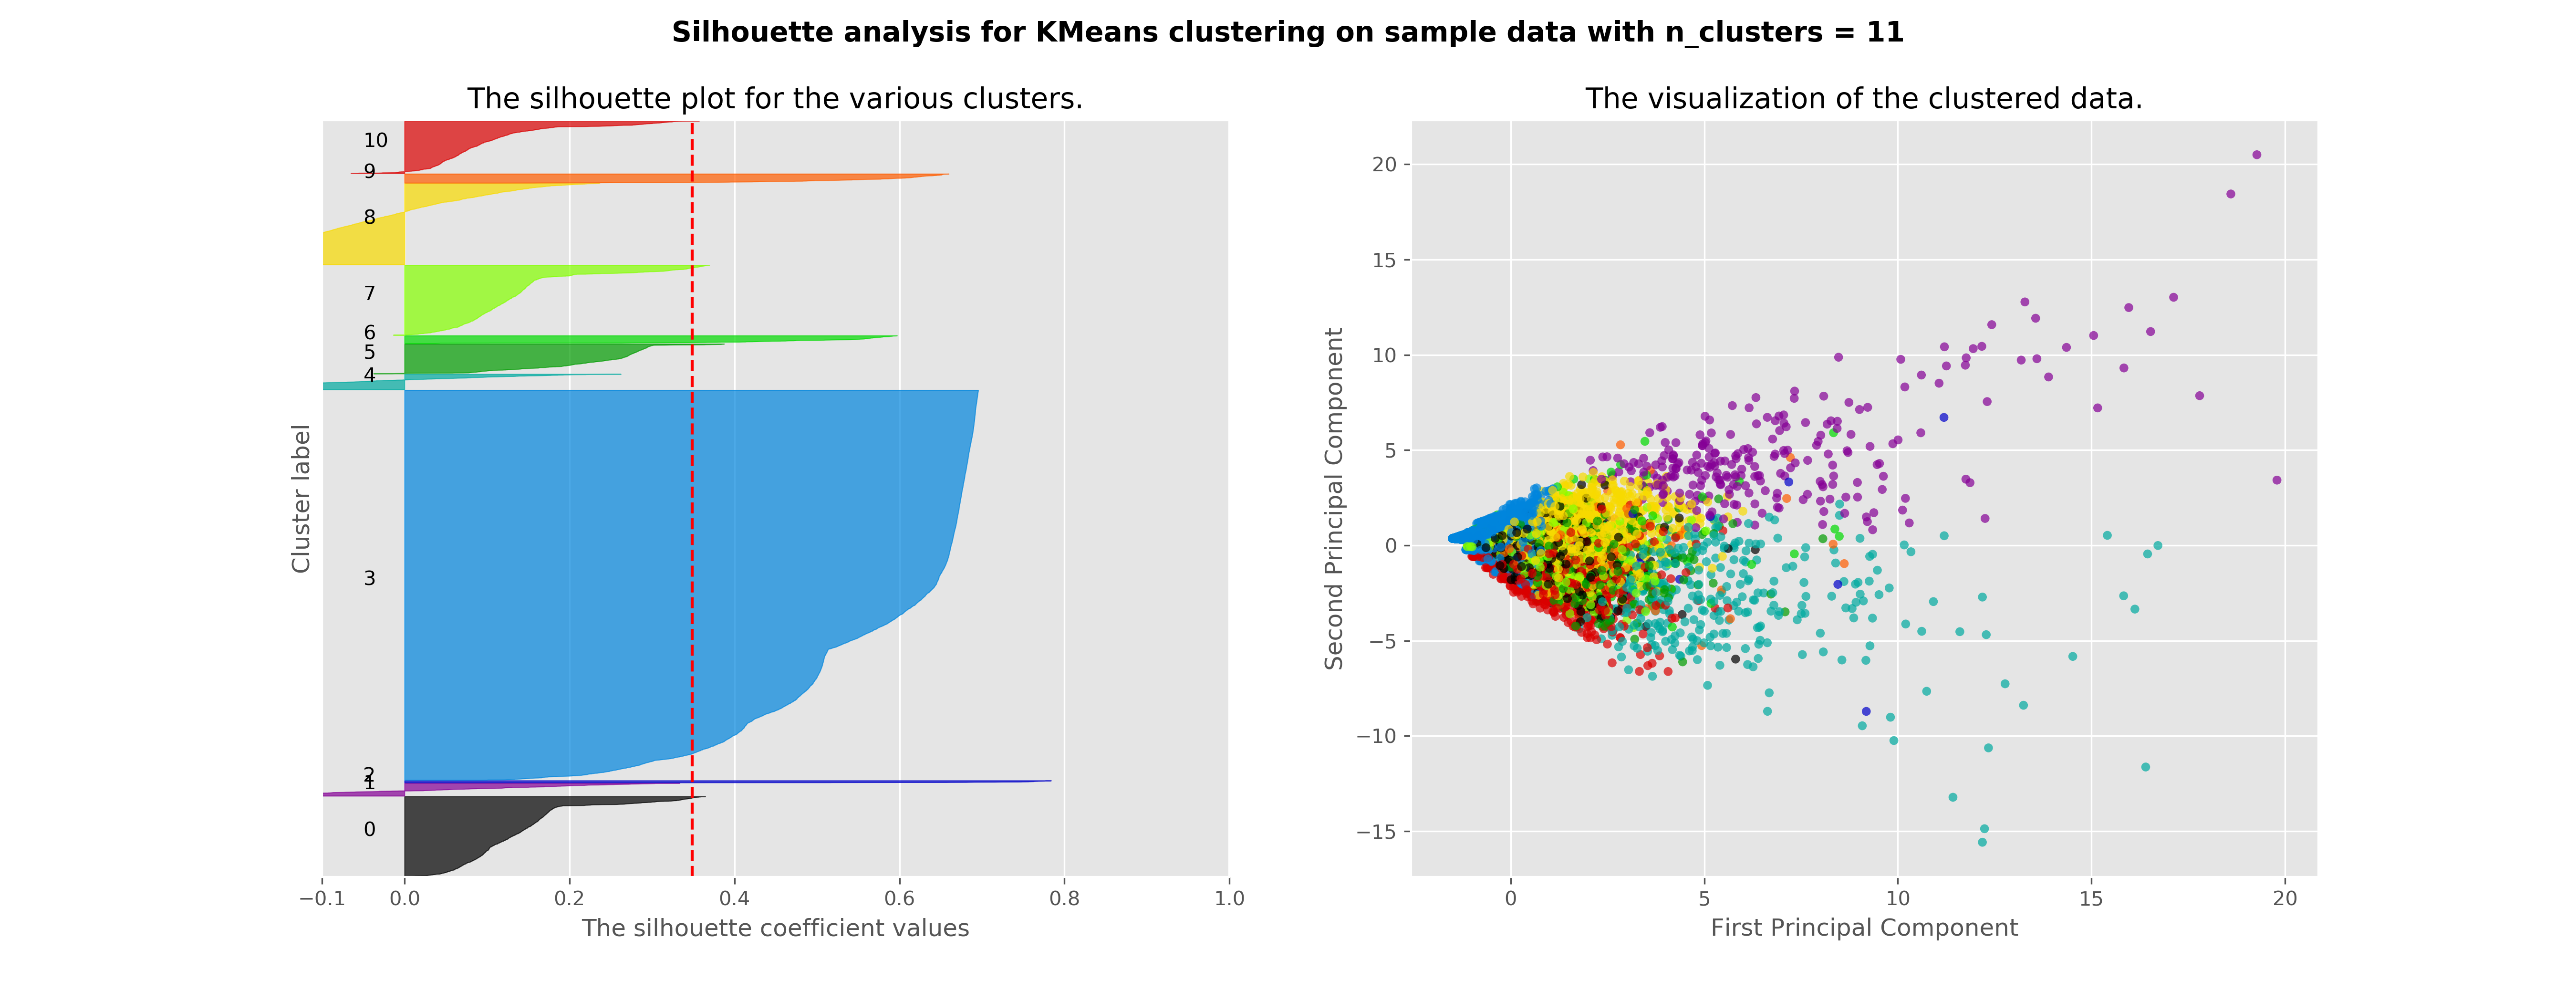 Silhouette analysis for KMeans clustering on sample data with n_clusters = 11
The silhouette plot for the various clusters.
10
9
8
7
6
5
4
3
2
1
0
Cluster label
−0.1 0.0 0.2 0.4 0.6 0.8 1.0
The silhouette coefficient values
The visualization of the clustered data.
20
15
10
5
0
−5
−10
−15
Second Principal Component
0 5 10 15 20
First Principal Component